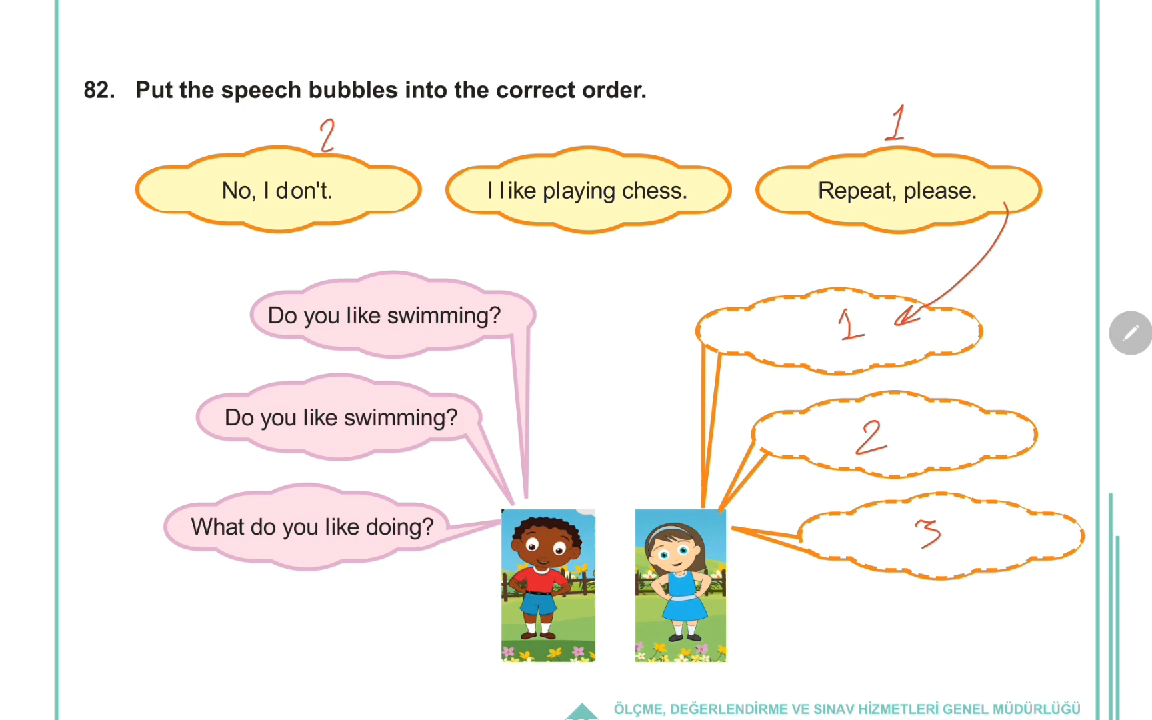 82. Put the speech bubbles into the correct order.
2
1
No, I don't.
I like playing chess.
Repeat, please.
Do you like swimming?
1
Do you like swimming?
2
What do you like doing?
3
ÖLÇME, DEĞERLENDİRME VE SINAV HİZMETLERİ GENEL MÜDÜRLÜĞÜ